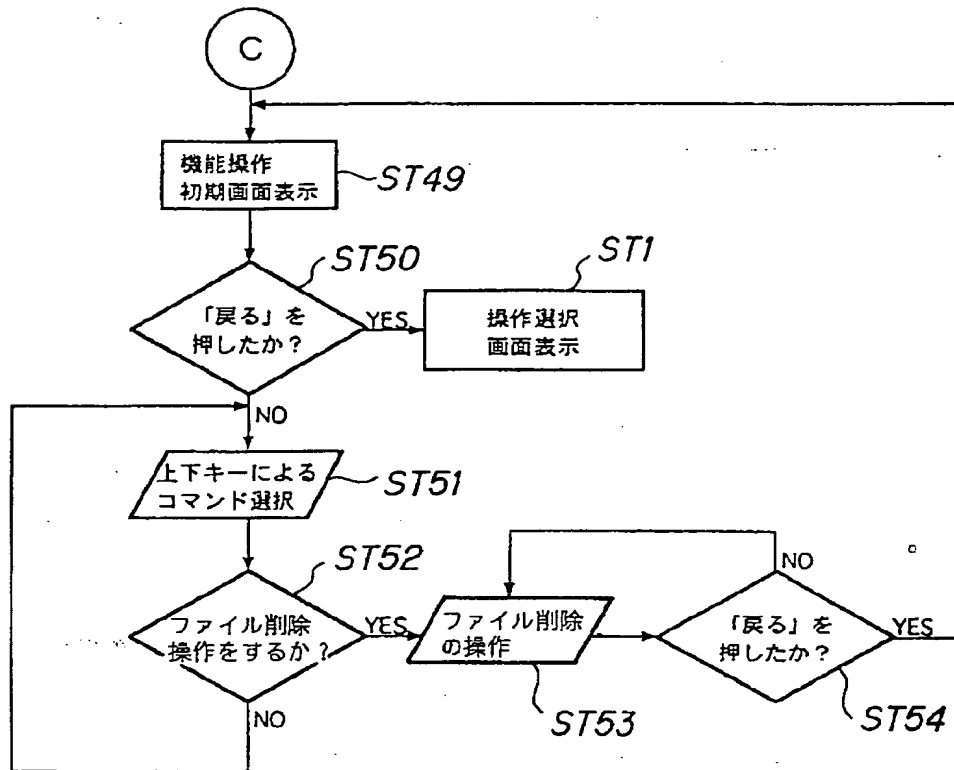 C
機能操作
初期画面表示
ST49
ST50
「戻る」を
押したか？
YES
ST1
操作選択
画面表示
NO
上下キーによる
コマンド選択
ST51
ST52
ファイル削除
操作をするか？
YES
ファイル削除
の操作
ST53
NO
「戻る」を
押したか？
YES
ST54
NO